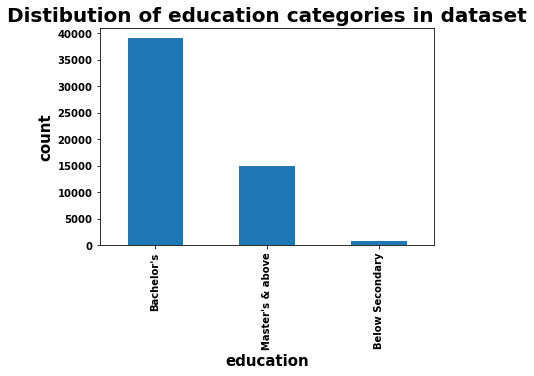 Distibution of education categories in dataset
40000
35000
30000
25000
20000
15000
10000
5000
0
count
Bachelor's
Master's & above
Below Secondary
education